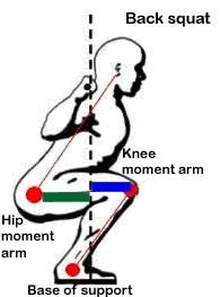 Back squat
Knee
moment arm
Hip
moment
arm
Base of support